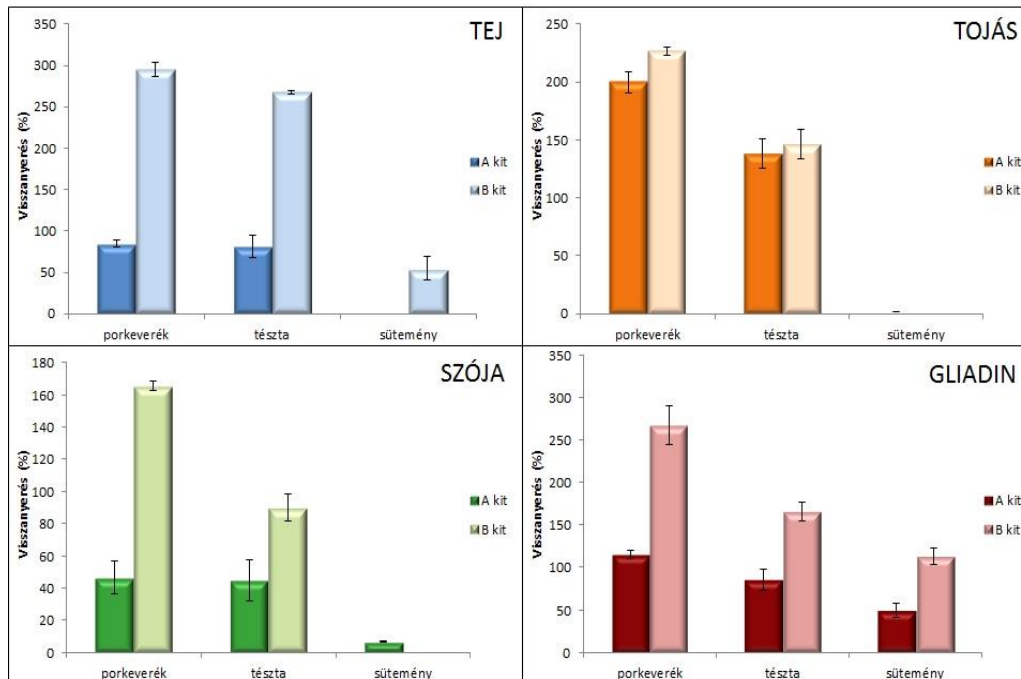 TEJ
Visszanyerés (%)
350
300
250
200
150
100
50
0
porkeverék tészta sütemény
A kit
B kit
TOJÁS
Visszanyerés (%)
250
200
150
100
50
0
porkeverék tészta sütemény
A kit
B kit
SZÓJA
Visszanyerés (%)
180
160
140
120
100
80
60
40
20
0
porkeverék tészta sütemény
A kit
B kit
GLIADIN
Visszanyerés (%)
350
300
250
200
150
100
50
0
porkeverék tészta sütemény
A kit
B kit